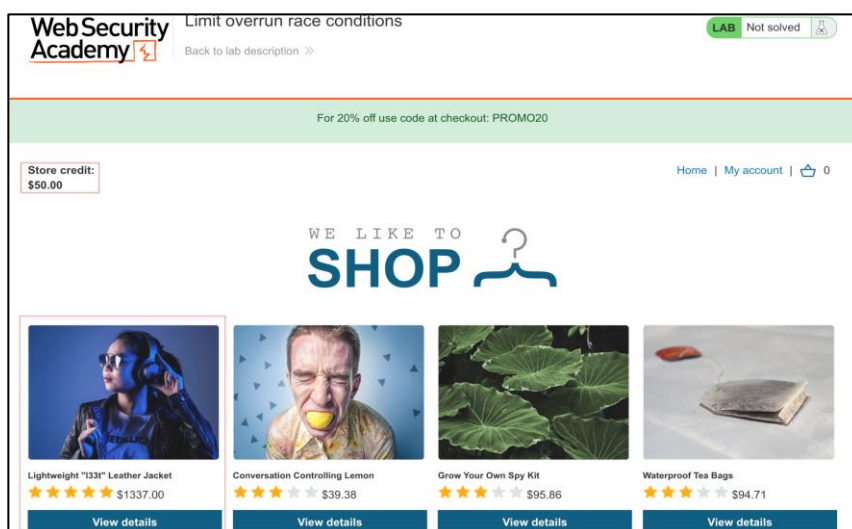 Web Security
Academy
Limit overrun race conditions
Back to lab description
LAB Not solved
For 20% off use code at checkout: PROMO20
Store credit:
$50.00
Home | My account | 0
WE LIKE TO
SHOP
Lightweight "l33t" Leather Jacket
$1337.00
View details
Conversation Controlling Lemon
$39.38
View details
Grow Your Own Spy Kit
$95.86
View details
Waterproof Tea Bags
$94.71
View details